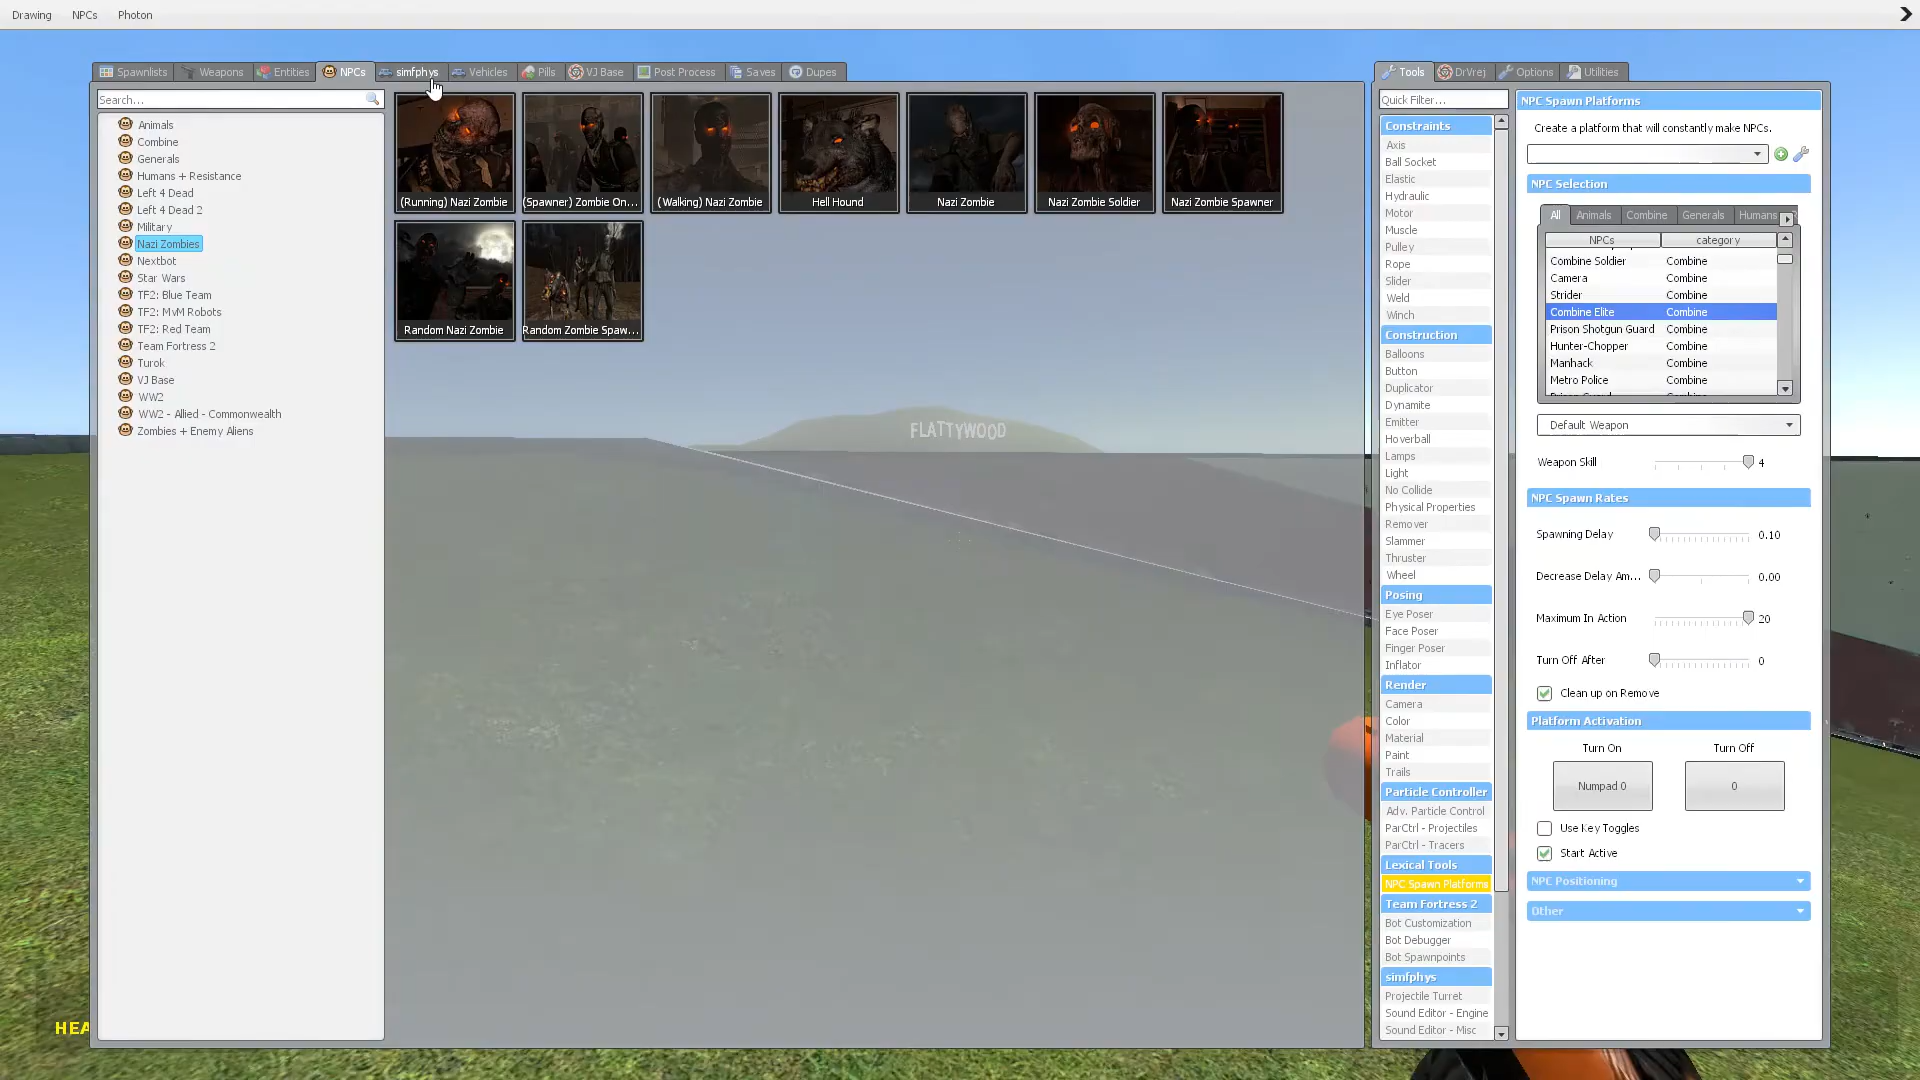 Drawing NPCs Photon
Spawnlists Weapons Entities NPCs simfphys Vehicles Pills VJ Base Post Process Saves Dupes
Search...
Animals
Combine
Generals
Humans + Resistance
Left 4 Dead
Left 4 Dead 2
Military
Nazi Zombies
Nextbot
Star Wars
TF2: Blue Team
TF2: MvM Robots
TF2: Red Team
Team Fortress 2
Turok
VJ Base
WW2
WW2 - Allied - Commonwealth
Zombies + Enemy Aliens
(Running) Nazi Zombie
(Spawner) Zombie On...
(Walking) Nazi Zombie
Hell Hound
Nazi Zombie
Nazi Zombie Soldier
Nazi Zombie Spawner
Random Nazi Zombie
Random Zombie Spaw...
FLATTYWOOD
HEA
Tools DrVrej Options Utilities
Quick Filter...
Constraints
Axis
Ball Socket
Elastic
Hydraulic
Motor
Muscle
Pulley
Rope
Slider
Weld
Winch
Construction
Balloons
Button
Duplicator
Dynamite
Emitter
Hoverball
Lamps
Light
No Collide
Physical Properties
Remover
Slammer
Thruster
Wheel
Posing
Eye Poser
Face Poser
Finger Poser
Inflator
Render
Camera
Color
Material
Paint
Trails
Particle Controller
Adv. Particle Control
ParCtrl - Projectiles
ParCtrl - Tracers
Lexical Tools
NPC Spawn Platforms
Team Fortress 2
Bot Customization
Bot Debugger
Bot Spawnpoints
simfphys
Projectile Turret
Sound Editor - Engine
Sound Editor - Misc
NPC Spawn Platforms
Create a platform that will constantly make NPCs.
NPC Selection
All Animals Combine Generals Humans
NPCs category
Combine Soldier Combine
Camera Combine
Strider Combine
Combine Elite Combine
Prison Shotgun Guard Combine
Hunter-Chopper Combine
Manhack Combine
Metro Police Combine
Default Weapon
Weapon Skill 4
NPC Spawn Rates
Spawning Delay 0.10
Decrease Delay Am... 0.00
Maximum In Action 20
Turn Off After 0
Clean up on Remove
Platform Activation
Turn On Turn Off
Numpad 0 0
Use Key Toggles
Start Active
NPC Positioning
Other